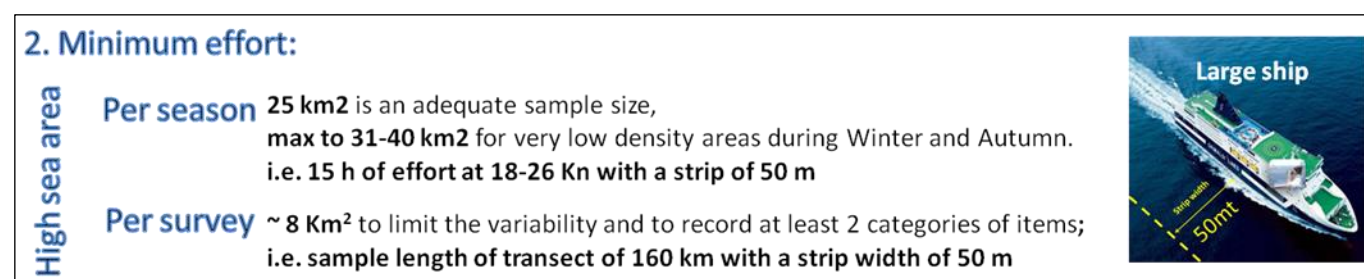 2. Minimum effort:
High sea area
Per season
25 km2 is an adequate sample size,
max to 31-40 km2 for very low density areas during Winter and Autumn.
i.e. 15 h of effort at 18-26 Kn with a strip of 50 m
Per survey
~ 8 Km² to limit the variability and to record at least 2 categories of items;
i.e. sample length of transect of 160 km with a strip width of 50 m
Large ship
Strip width
50mt